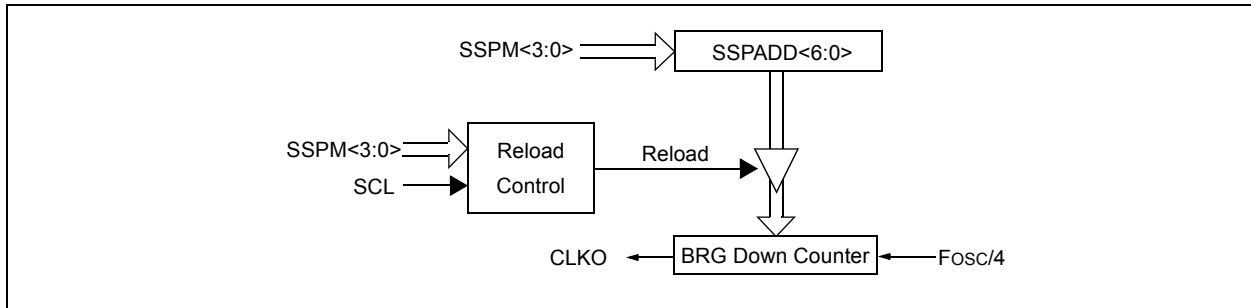 SSPM<3:0>
SSPADD<6:0>
SSPM<3:0>
Reload
Control
Reload
SCL
CLKO
BRG Down Counter
FOSC/4